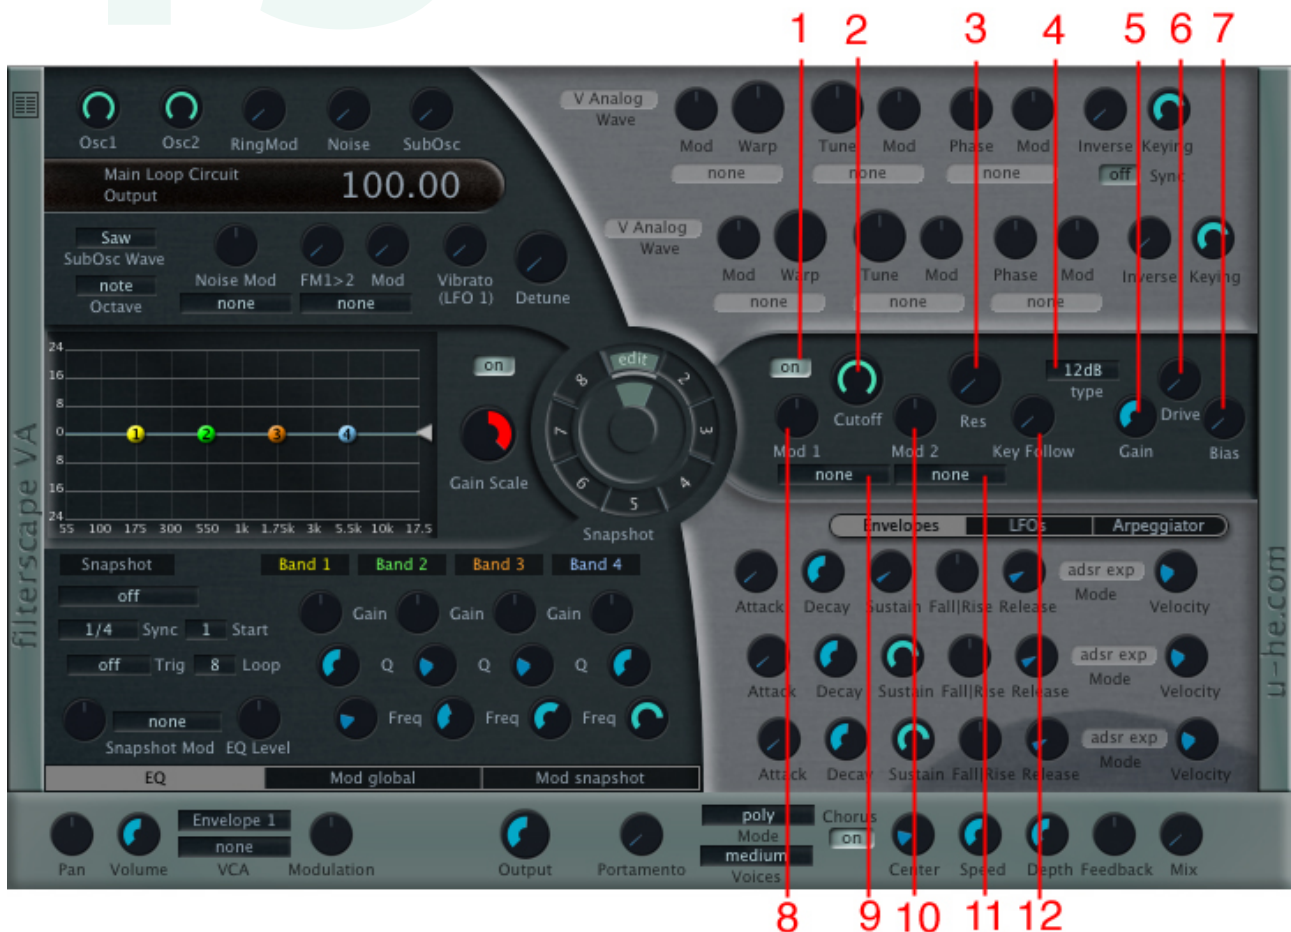 1 2 3 4 5 6 7
Osc1 Osc2 RingMod Noise SubOsc
Main Loop Circuit
Output
100.00
Saw
SubOsc Wave
note
Octave
Noise Mod FM1>2 Mod
none none
Vibrato
(LFO 1)
Detune
V Analog
Wave
Mod Warp Tune Mod Phase Mod Inverse Keying
none none none
off Sync
V Analog
Wave
Mod Warp Tune Mod Phase Mod Inverse Keying
none none none
24
16
8
0
8
16
24
1 2 3 4
55 100 175 300 550 1k 1.75k 3k 5.5k 10k 17.5
on
Gain Scale
edit
2
3
4
5
6
7
8
Snapshot
on
Cutoff
Res
12dB
type
Drive
Mod 1 Mod 2 Key Follow Gain Bias
none none
Envelopes LFOs Arpeggiator
Attack Decay Sustain Fall|Rise Release
adsr exp
Mode
Velocity
Attack Decay Sustain Fall|Rise Release
adsr exp
Mode
Velocity
Attack Decay Sustain Fall|Rise Release
adsr exp
Mode
Velocity
Snapshot
off
1/4 Sync 1 Start
off Trig 8 Loop
none
Snapshot Mod EQ Level
Band 1 Band 2 Band 3 Band 4
Gain Gain Gain
Q Q Q
Freq Freq Freq
EQ Mod global Mod snapshot
filterscape VA
u-he.com
Pan Volume
Envelope 1
none
VCA
Modulation
Output
Portamento
poly
Mode
medium
Voices
Chorus
on
Center Speed Depth Feedback Mix
8 9 10 11 12